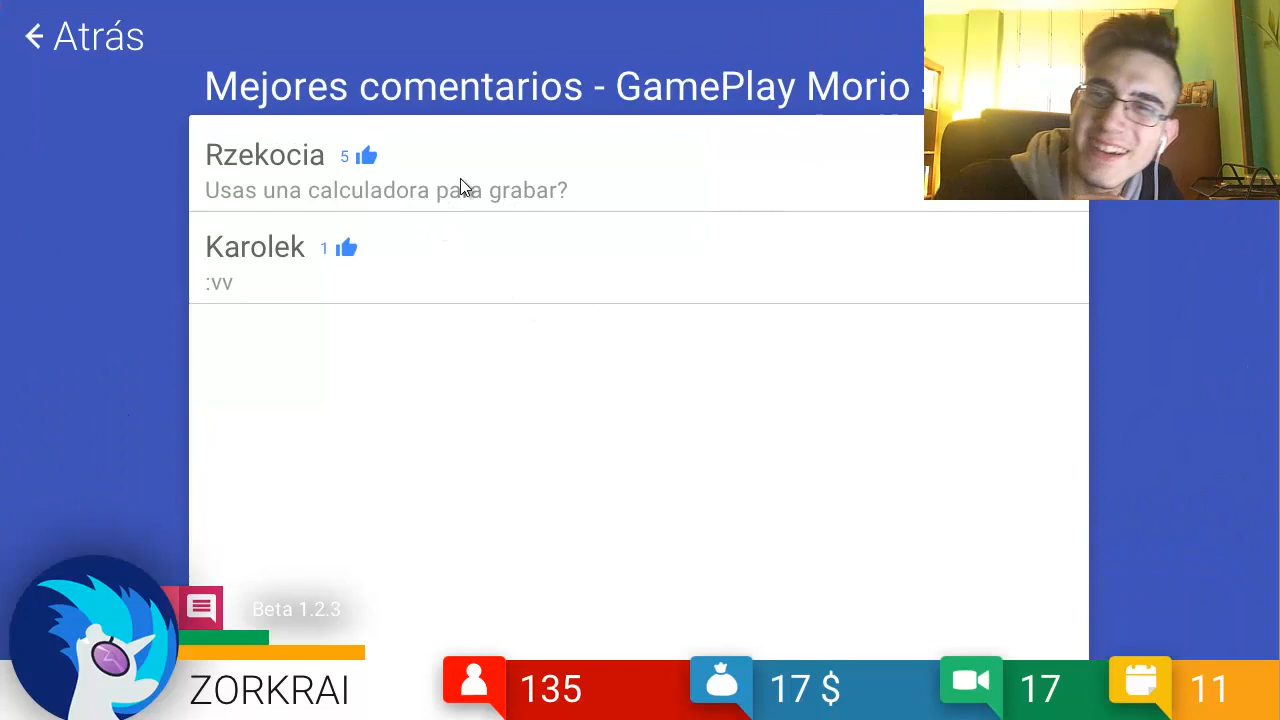 Atrás
Mejores comentarios - GamePlay Morio -
Rzekocia 5
Usas una calculadora para grabar?
Karolek 1
:vv
Beta 1.2.3
ZORKRAI
135
17 $
17
11